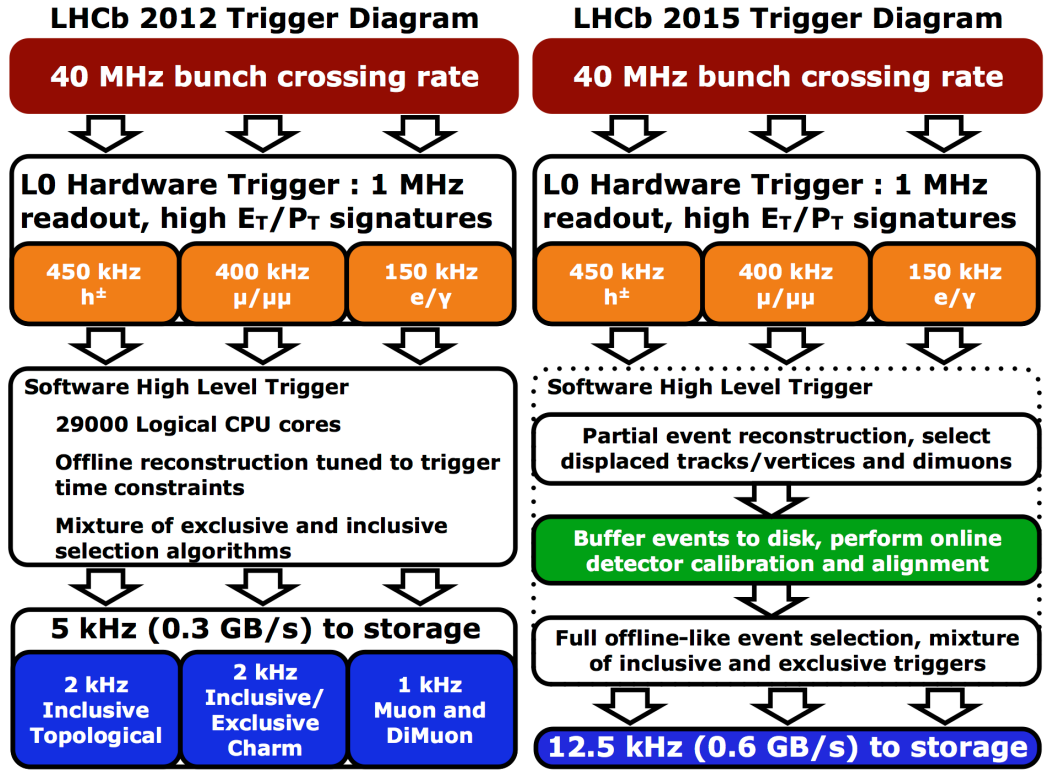 LHCb 2012 Trigger Diagram
40 MHz bunch crossing rate
L0 Hardware Trigger : 1 MHz
readout, high ET/PT signatures
450 kHz
h±
400 kHz
µ/µµ
150 kHz
e/γ
Software High Level Trigger
29000 Logical CPU cores
Offline reconstruction tuned to trigger
time constraints
Mixture of exclusive and inclusive
selection algorithms
5 kHz (0.3 GB/s) to storage
2 kHz
Inclusive
Topological
2 kHz
Inclusive/
Exclusive
Charm
1 kHz
Muon and
DiMuon
LHCb 2015 Trigger Diagram
40 MHz bunch crossing rate
L0 Hardware Trigger : 1 MHz
readout, high ET/PT signatures
450 kHz
h±
400 kHz
µ/µµ
150 kHz
e/γ
Software High Level Trigger
Partial event reconstruction, select
displaced tracks/vertices and dimuons
Buffer events to disk, perform online
detector calibration and alignment
Full offline-like event selection, mixture
of inclusive and exclusive triggers
12.5 kHz (0.6 GB/s) to storage